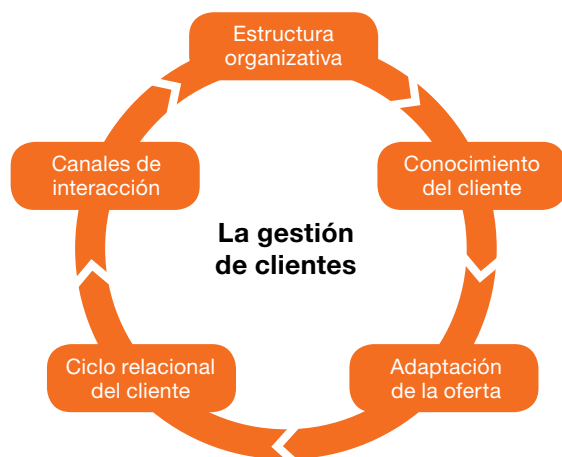 Estructura
organizativa
Conocimiento
del cliente
Adaptación
de la oferta
Ciclo relacional
del cliente
Canales de
interacción
La gestión
de clientes